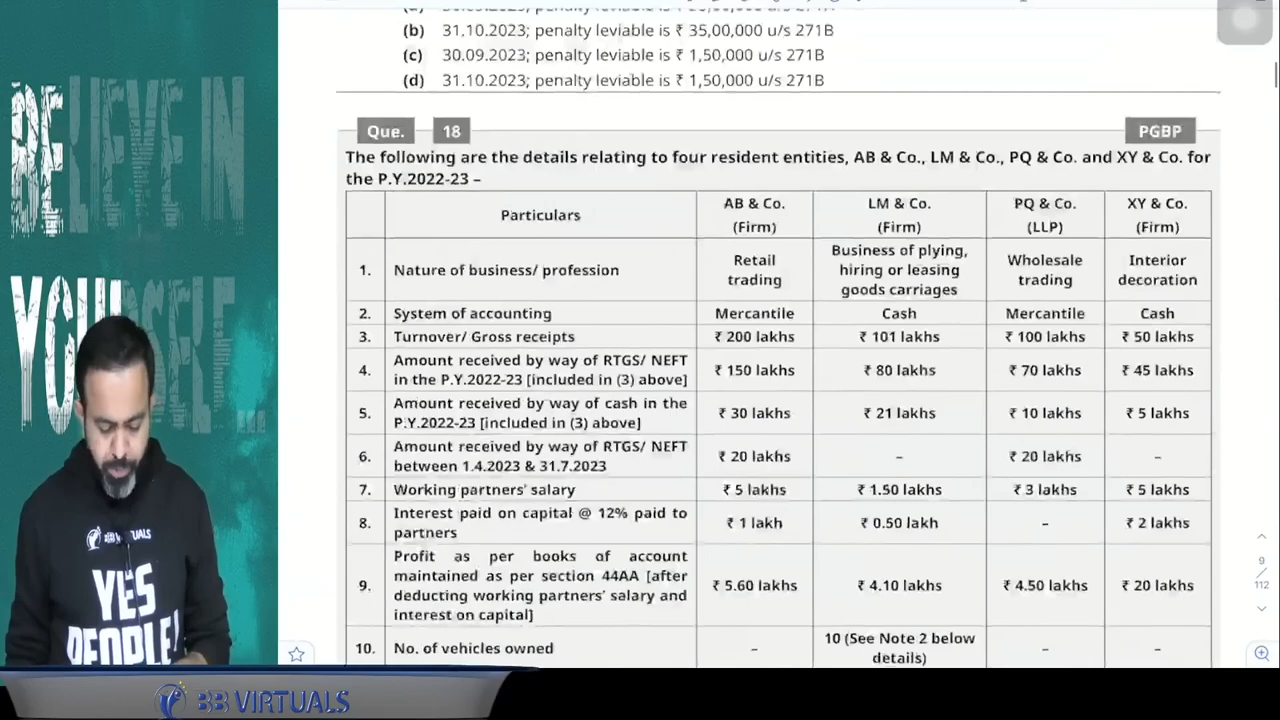 BELIEVE IN
YOURSELF
(b) 31.10.2023; penalty leviable is ₹ 35,00,000 u/s 271B
(c) 30.09.2023; penalty leviable is ₹ 1,50,000 u/s 271B
(d) 31.10.2023; penalty leviable is ₹ 1,50,000 u/s 271B
Que. 18 PGBP
The following are the details relating to four resident entities, AB & Co., LM & Co., PQ & Co. and XY & Co. for
the P.Y.2022-23 –
Particulars
AB & Co.
(Firm)
LM & Co.
(Firm)
PQ & Co.
(LLP)
XY & Co.
(Firm)
1.
Nature of business/ profession
Retail
trading
Business of plying,
hiring or leasing
goods carriages
Wholesale
trading
Interior
decoration
2. System of accounting Mercantile Cash Mercantile Cash
3. Turnover/ Gross receipts ₹ 200 lakhs ₹ 101 lakhs ₹ 100 lakhs ₹ 50 lakhs
4.
Amount received by way of RTGS/ NEFT
in the P.Y.2022-23 [included in (3) above]
₹ 150 lakhs ₹ 80 lakhs ₹ 70 lakhs ₹ 45 lakhs
5.
Amount received by way of cash in the
P.Y.2022-23 [included in (3) above]
₹ 30 lakhs ₹ 21 lakhs ₹ 10 lakhs ₹ 5 lakhs
6.
Amount received by way of RTGS/ NEFT
between 1.4.2023 & 31.7.2023
₹ 20 lakhs – ₹ 20 lakhs –
7. Working partners' salary ₹ 5 lakhs ₹ 1.50 lakhs ₹ 3 lakhs ₹ 5 lakhs
8.
Interest paid on capital @ 12% paid to
partners
₹ 1 lakh ₹ 0.50 lakh – ₹ 2 lakhs
9.
Profit as per books of account
maintained as per section 44AA [after
deducting working partners' salary and
interest on capital]
₹ 5.60 lakhs ₹ 4.10 lakhs ₹ 4.50 lakhs ₹ 20 lakhs
10. No. of vehicles owned –
10 (See Note 2 below
details)
– –
9
/
112
BB VIRTUALS
YES
PEOPLE!
BB VIRTUALS